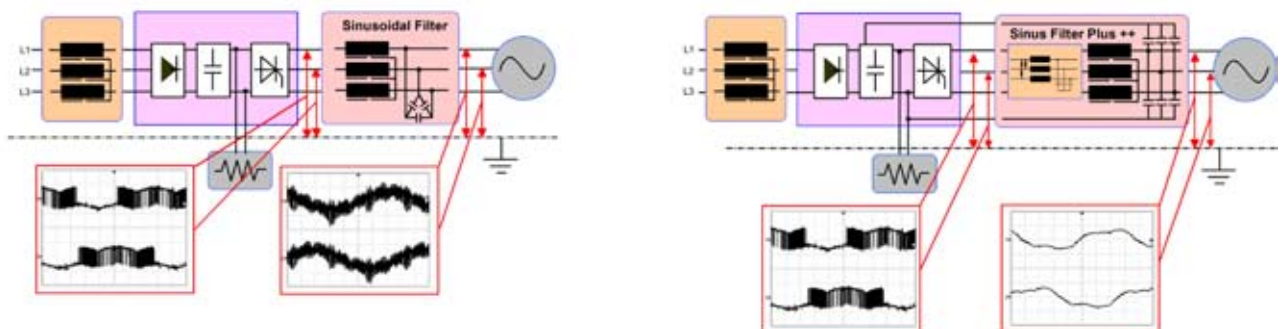 Sinusoidal Filter
L1
L2
L3
Sinus Filter Plus ++
L1
L2
L3